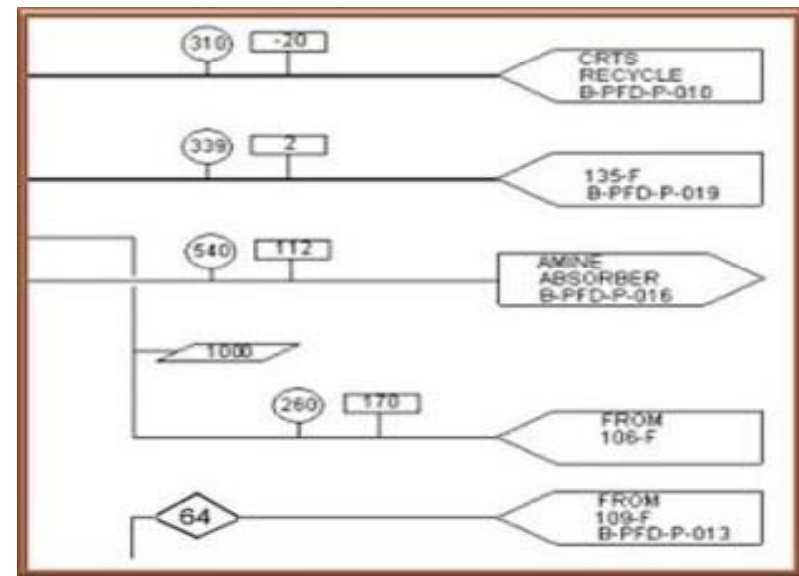 310 -20
CRTS
RECYCLE
B-PFD-P-010
339 2
135-F
B-PFD-P-019
540 112
AMINE
ABSORBER
B-PFD-P-016
1000
260 170
FROM
106-F
64
FROM
109-F
B-PFD-P-013